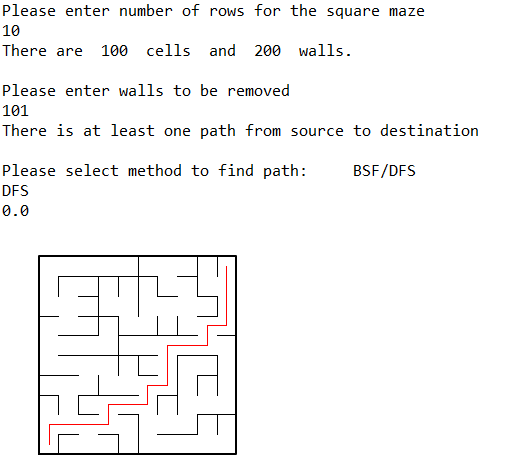 Please enter number of rows for the square maze
10
There are  100  cells  and  200  walls.
Please enter walls to be removed
101
There is at least one path from source to destination
Please select method to find path:     BSF/DFS
DFS
0.0